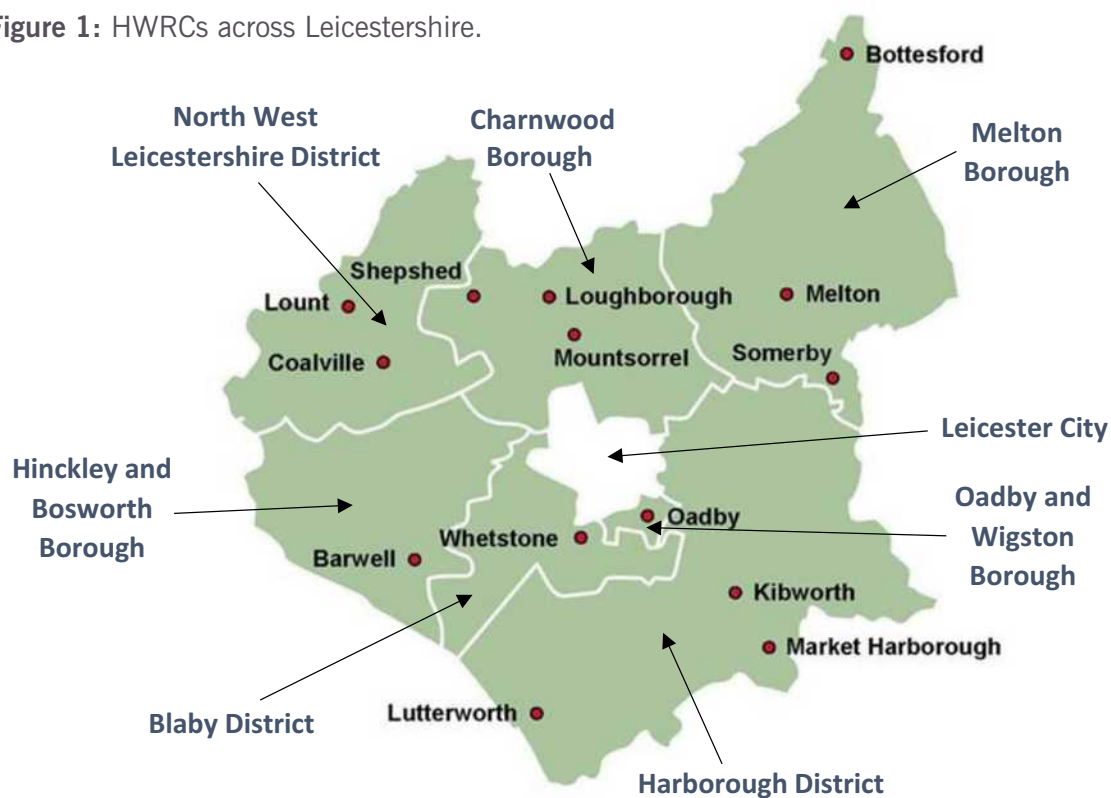 Figure 1: HWRCs across Leicestershire.
Bottesford
North West
Leicestershire District
Charnwood
Borough
Melton
Borough
Shepshed
Lount
Loughborough
Melton
Mountsorrel
Coalville
Somerby
Leicester City
Hinckley and
Bosworth
Borough
Oadby
Oadby and
Wigston
Borough
Whetstone
Barwell
Kibworth
Market Harborough
Blaby District
Lutterworth
Harborough District